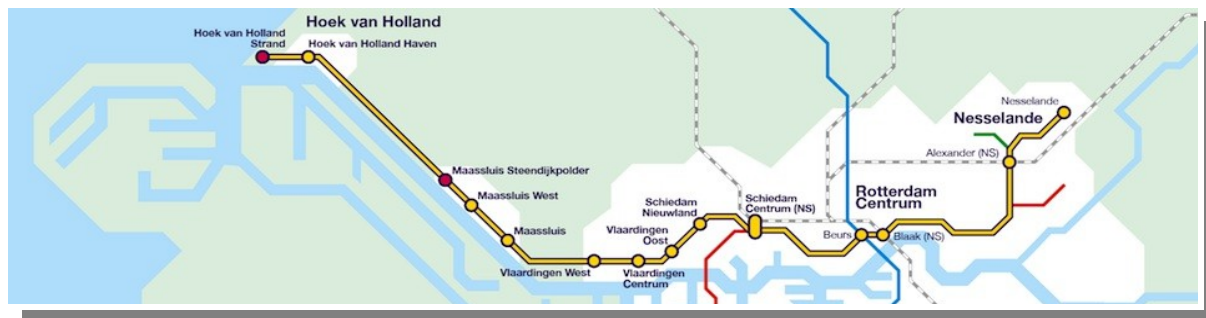 Hoek van Holland
Hoek van Holland
Strand
Hoek van Holland Haven
Maassluis Steendijkpolder
Maassluis West
Maassluis
Vlaardingen West
Vlaardingen
Centrum
Vlaardingen
Oost
Schiedam
Nieuwland
Schiedam
Centrum (NS)
Rotterdam
Centrum
Beurs
Blaak (NS)
Alexander (NS)
Nesselande
Nesselande